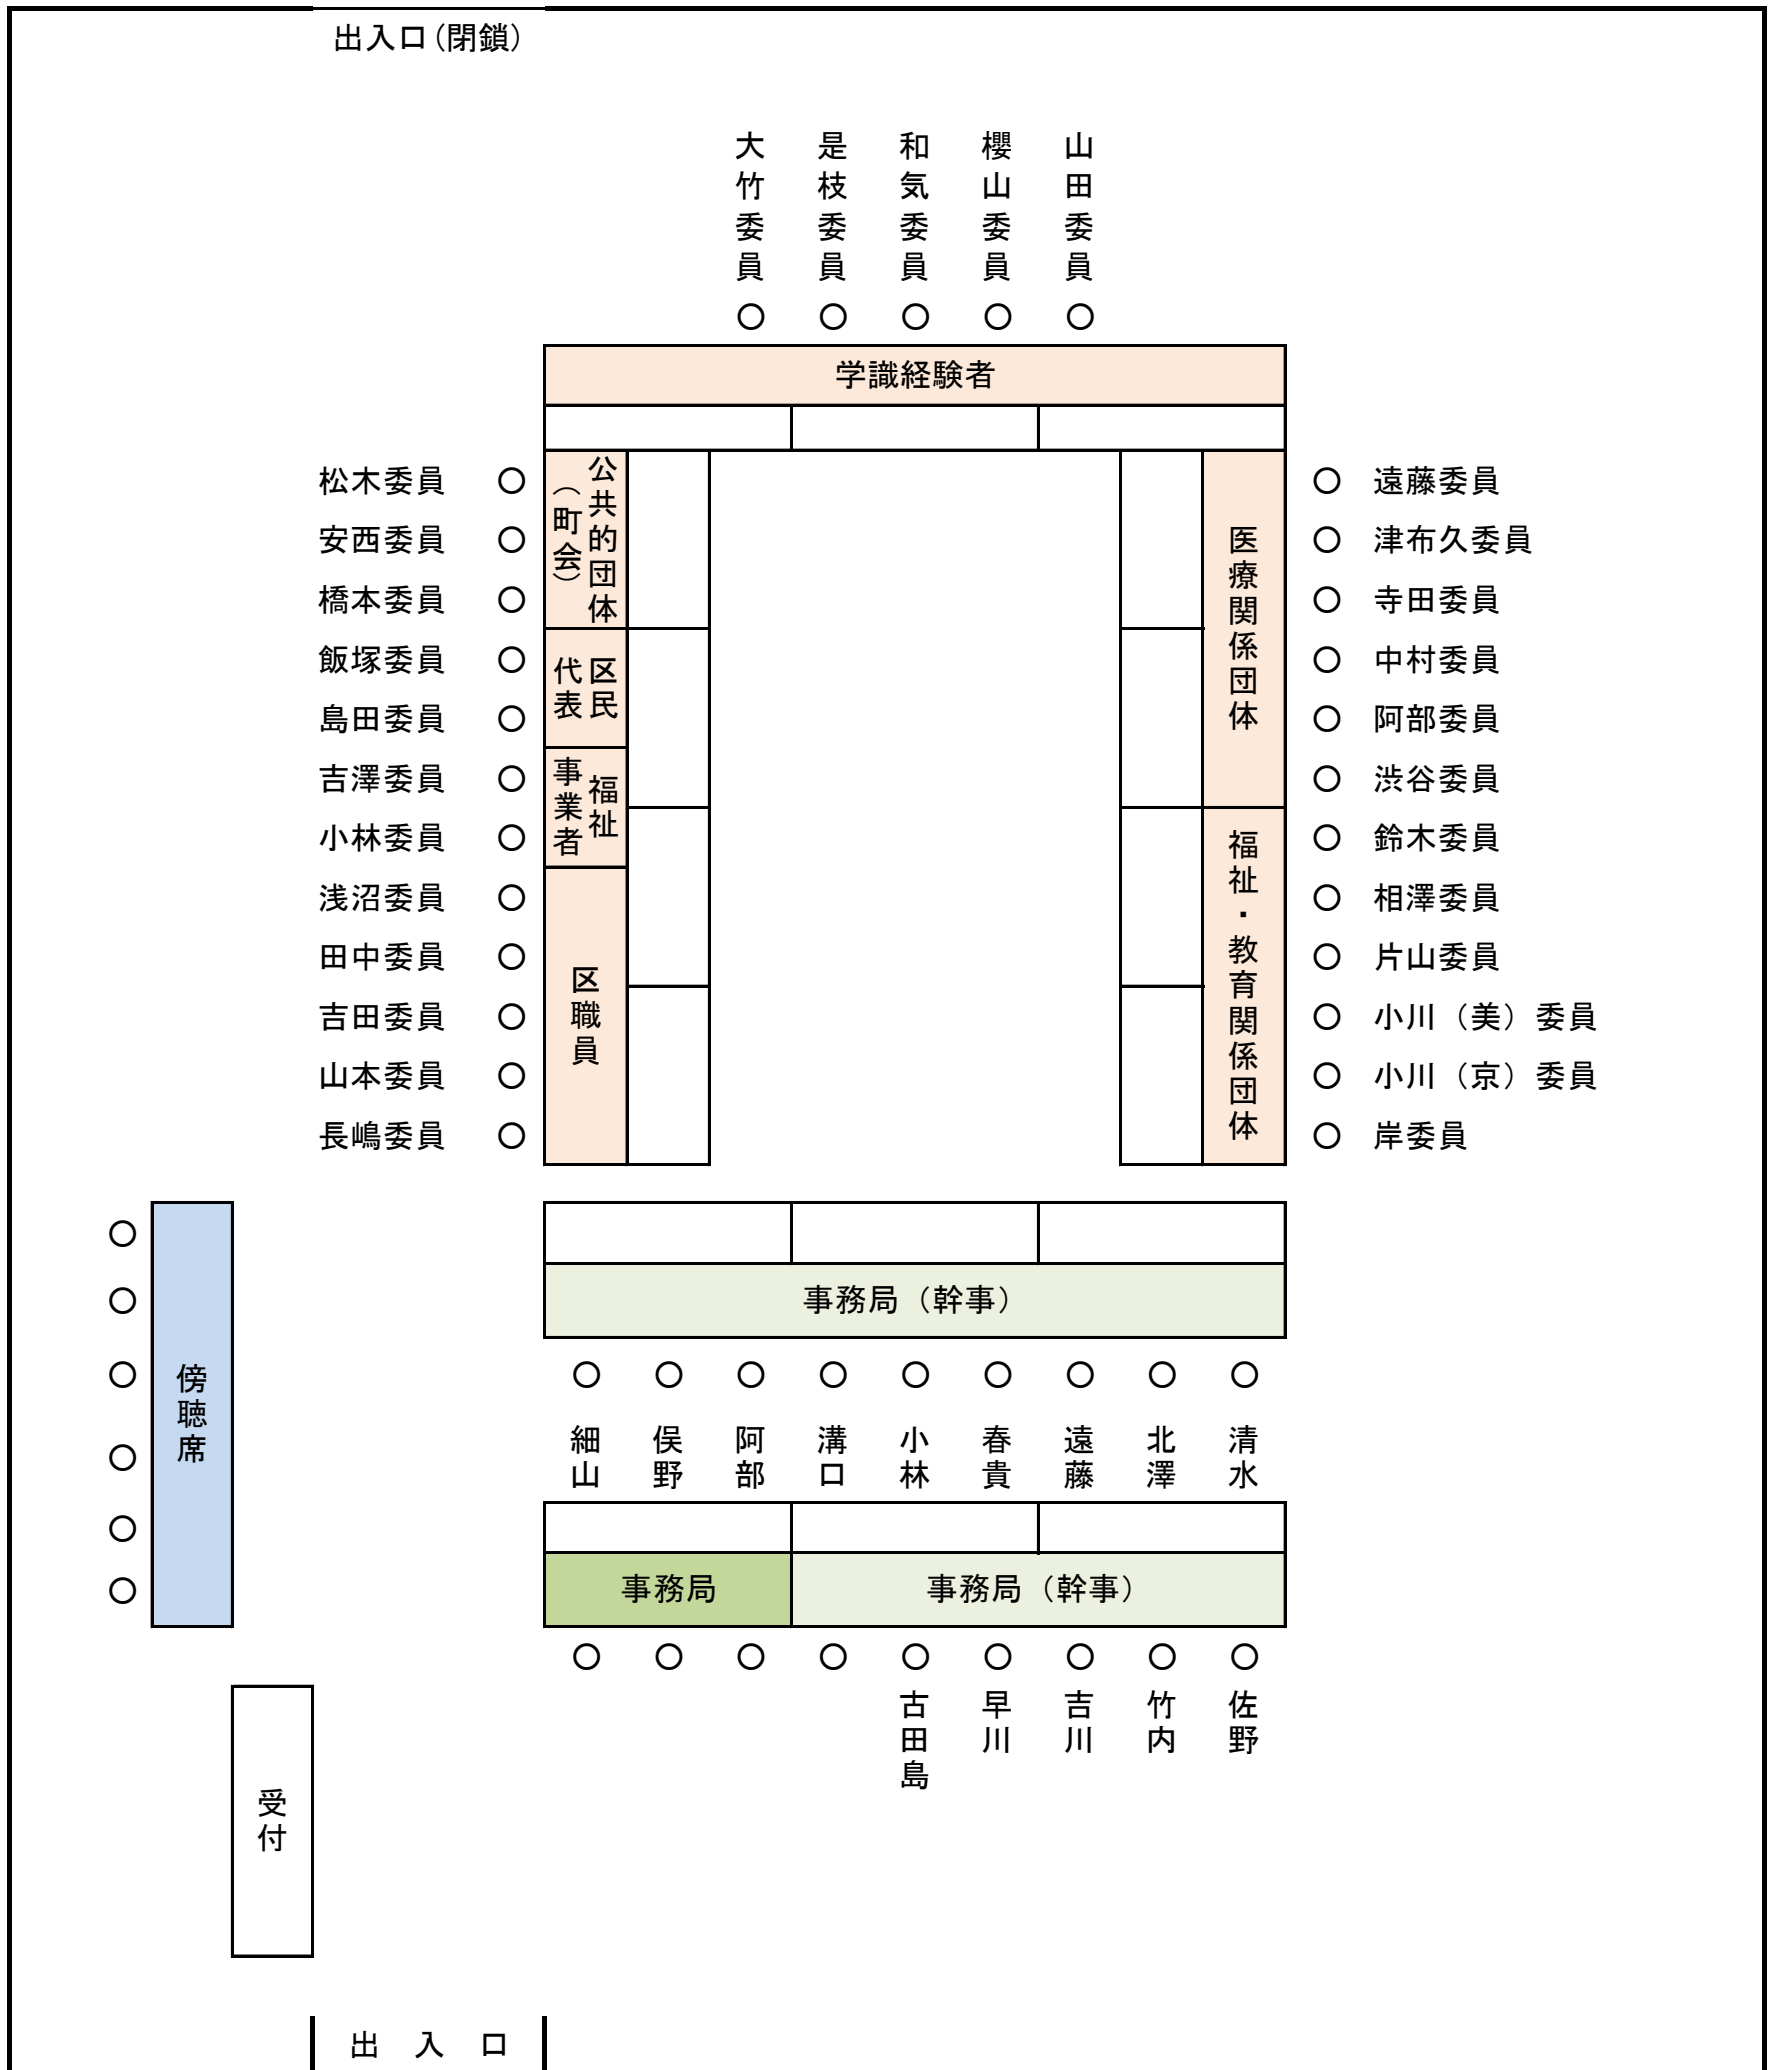 出入口(閉鎖)
大竹委員
是枝委員
和気委員
櫻山委員
山田委員
学識経験者
松木委員
安西委員
橋本委員
飯塚委員
島田委員
吉澤委員
小林委員
浅沼委員
田中委員
吉田委員
山本委員
長嶋委員
公共的団体
（町会）
区民
代表
福祉
事業者
区職員
医療関係団体
福祉・教育関係団体
遠藤委員
津布久委員
寺田委員
中村委員
阿部委員
渋谷委員
鈴木委員
相澤委員
片山委員
小川（美）委員
小川（京）委員
岸委員
事務局（幹事）
細山
俣野
阿部
溝口
小林
春貴
遠藤
北澤
清水
傍聴席
事務局
事務局（幹事）
古田島
早川
吉川
竹内
佐野
受付
出　入　口